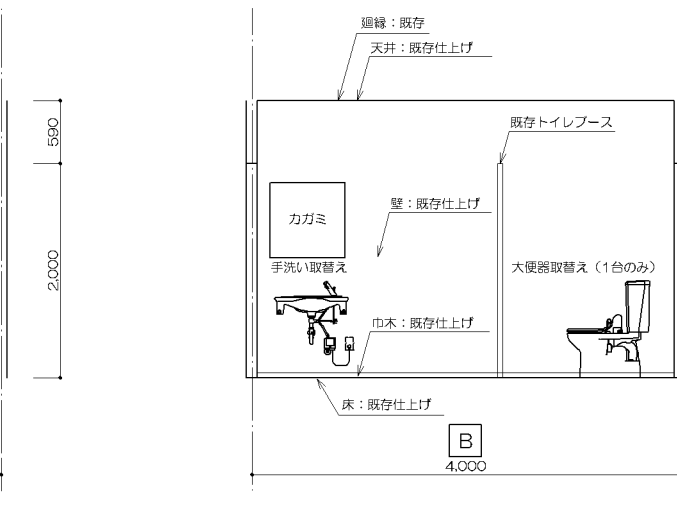 廻縁：既存
天井：既存仕上げ
590
既存トイレブース
カガミ
壁：既存仕上げ
2,000
手洗い取替え
大便器取替え（1台のみ）
巾木：既存仕上げ
床：既存仕上げ
B
4,000